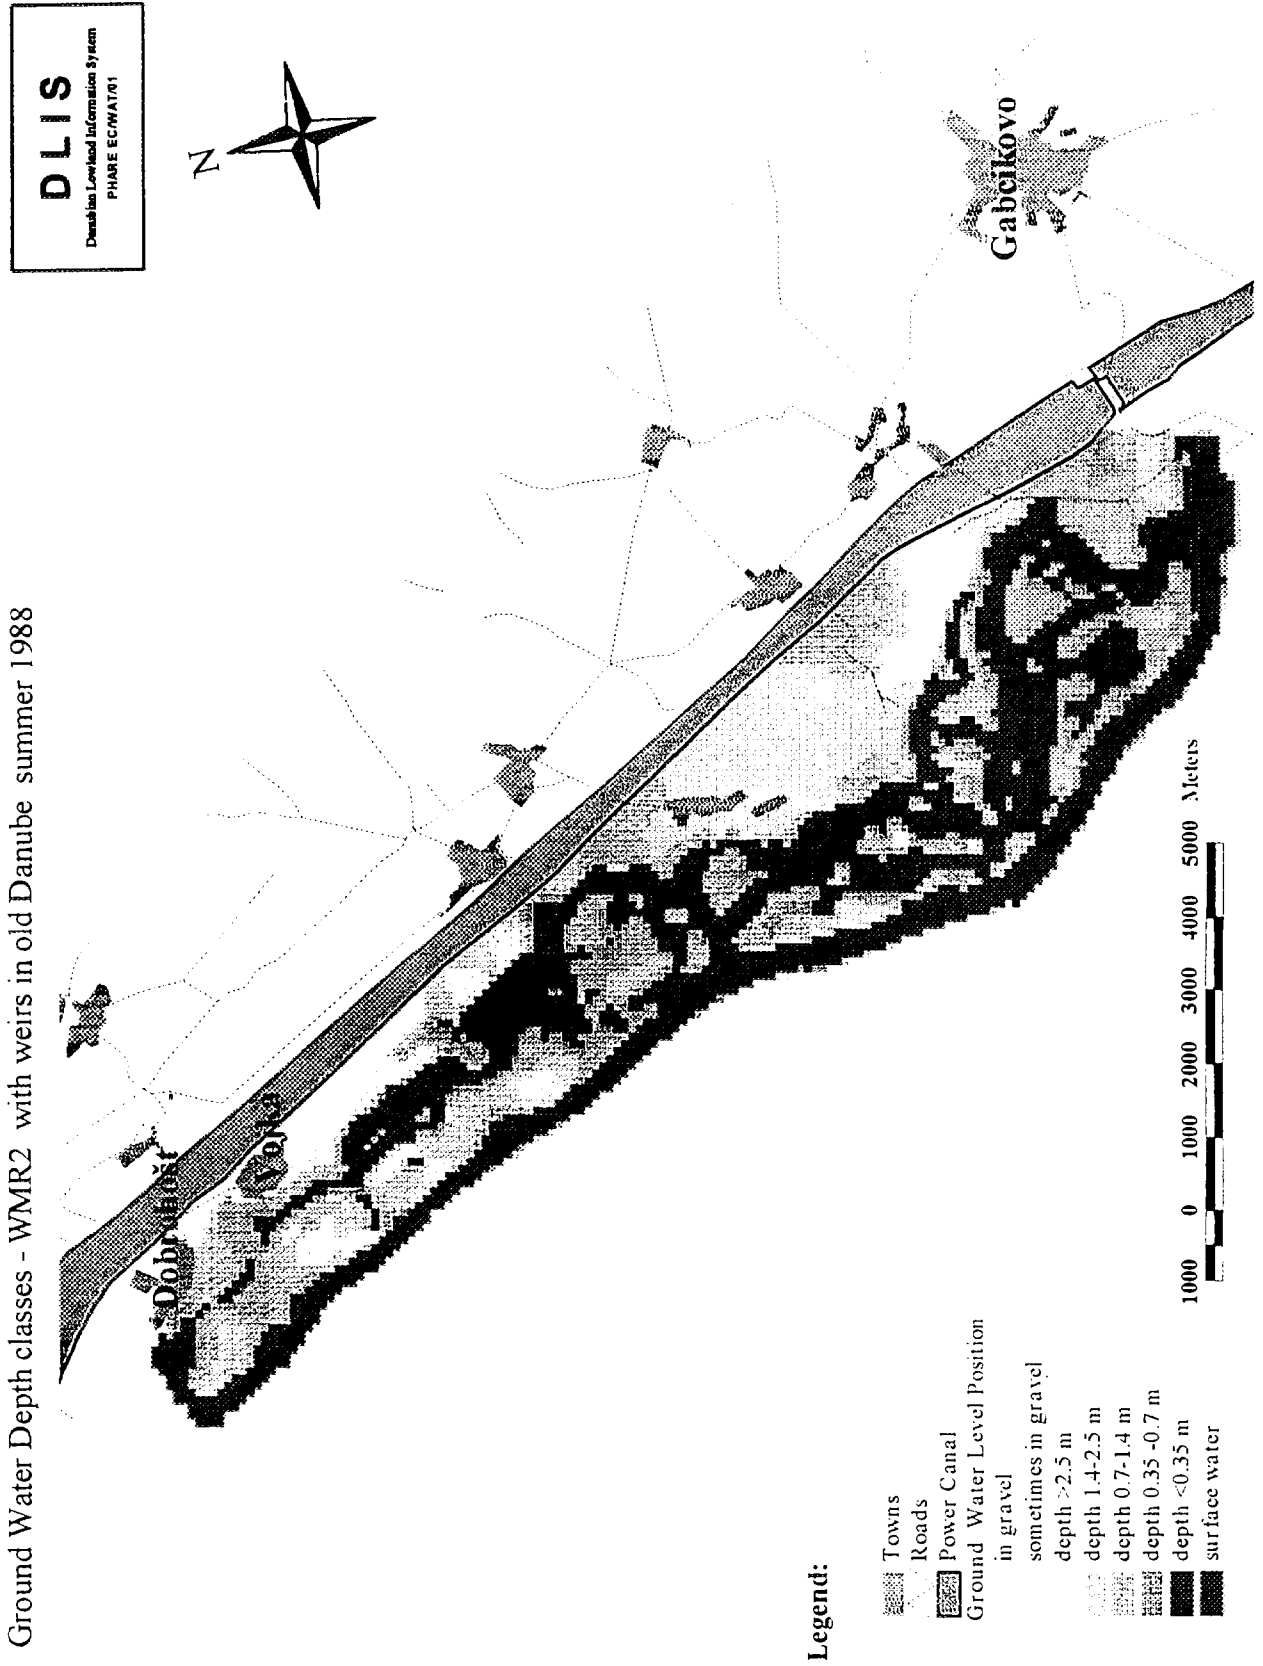 Ground Water Depth classes - WMR2 with weirs in old Danube summer 1988
DLIS
Danubian Lowland Information System
PHARE EC/WAT/01
N
Dobrohošť
Vojka
Gabcikovo
Legend:
Towns
Roads
Power Canal
Ground Water Level Position
in gravel
sometimes in gravel
depth >2.5 m
depth 1.4-2.5 m
depth 0.7-1.4 m
depth 0.35 -0.7 m
depth <0.35 m
surface water
1000 0 1000 2000 3000 4000 5000 Meters